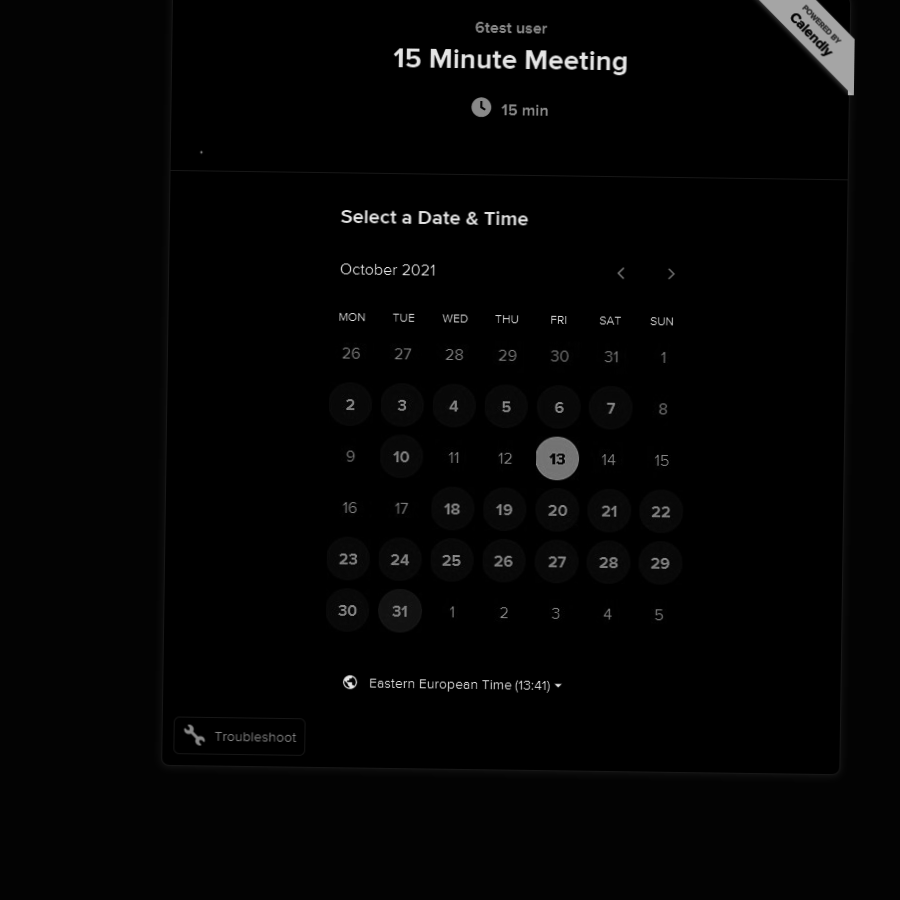 POWERED BY
Calendly
6test user
15 Minute Meeting
15 min
Select a Date & Time
October 2021
MON TUE WED THU FRI SAT SUN
26 27 28 29 30 31 1
2 3 4 5 6 7 8
9 10 11 12 13 14 15
16 17 18 19 20 21 22
23 24 25 26 27 28 29
30 31 1 2 3 4 5
Eastern European Time (13:41)
Troubleshoot